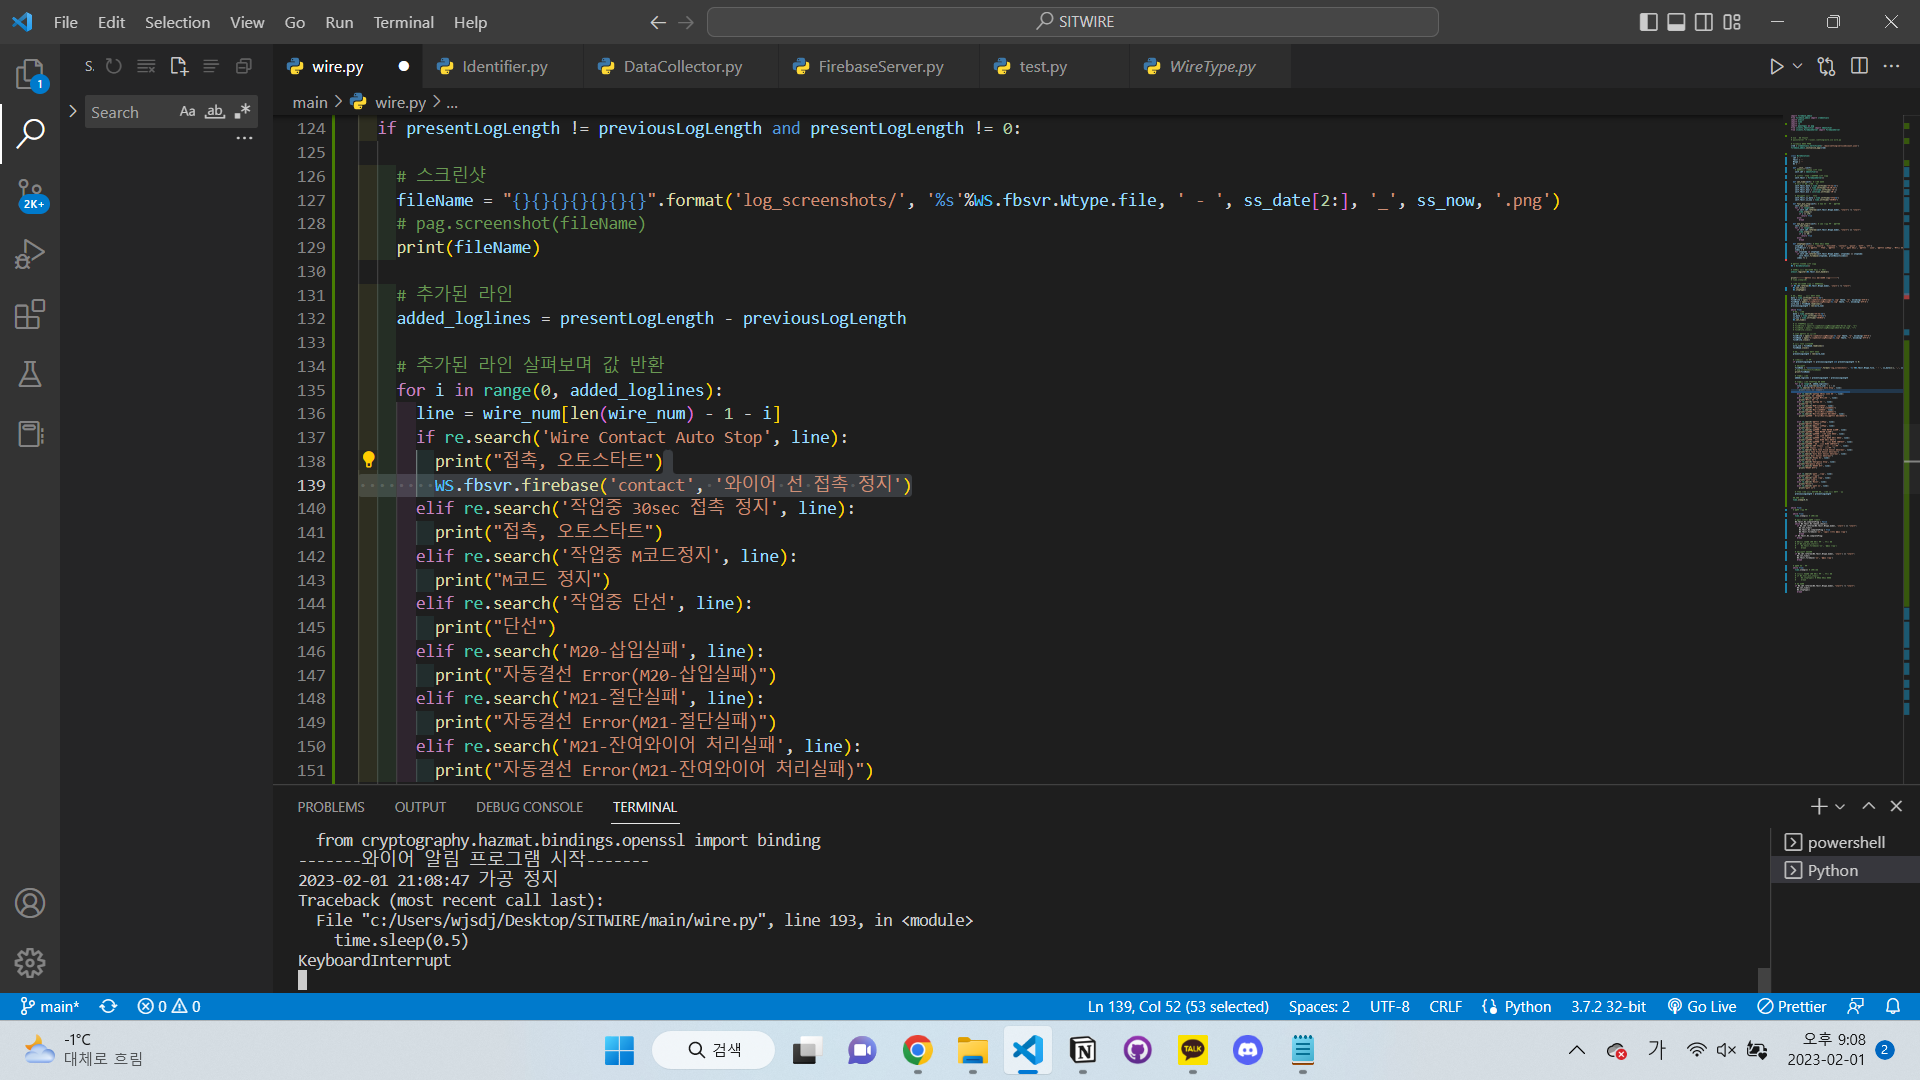 File Edit Selection View Go Run Terminal Help
SITWIRE
S.
wire.py Identifier.py DataCollector.py FirebaseServer.py test.py WireType.py
Search Aa ab .*
main > wire.py > ...
124 if presentLogLength != previousLogLength and presentLogLength != 0:
125
126 # 스크린샷
127 fileName = "{}{}{}{}{}{}{}".format('log_screenshots/', '%s'%WS.fbsvr.Wtype.file, ' - ', ss_date[2:], '_', ss_now, '.png')
128 # pag.screenshot(fileName)
129 print(fileName)
130
131 # 추가된 라인
132 added_loglines = presentLogLength - previousLogLength
133
134 # 추가된 라인 살펴보며 값 반환
135 for i in range(0, added_loglines):
136 line = wire_num[len(wire_num) - 1 - i]
137 if re.search('Wire Contact Auto Stop', line):
138 print("접촉, 오토스타트")
139 WS.fbsvr.firebase('contact', '와이어 선 접촉 정지')
140 elif re.search('작업중 30sec 접촉 정지', line):
141 print("접촉, 오토스타트")
142 elif re.search('작업중 M코드정지', line):
143 print("M코드 정지")
144 elif re.search('작업중 단선', line):
145 print("단선")
146 elif re.search('M20-삽입실패', line):
147 print("자동결선 Error(M20-삽입실패)")
148 elif re.search('M21-절단실패', line):
149 print("자동결선 Error(M21-절단실패)")
150 elif re.search('M21-잔여와이어 처리실패', line):
151 print("자동결선 Error(M21-잔여와이어 처리실패)")
1
2K+
PROBLEMS OUTPUT DEBUG CONSOLE TERMINAL
from cryptography.hazmat.bindings.openssl import binding
-------와이어 알림 프로그램 시작-------
2023-02-01 21:08:47 가공 정지
Traceback (most recent call last):
File "c:/Users/wjsdj/Desktop/SITWIRE/main/wire.py", line 193, in <module>
time.sleep(0.5)
KeyboardInterrupt
powershell
Python
main* 0 0 Ln 139, Col 52 (53 selected) Spaces: 2 UTF-8 CRLF Python 3.7.2 32-bit Go Live Prettier
-1°C
대체로 흐림
검색
TALK
가
오후 9:08
2023-02-01
2